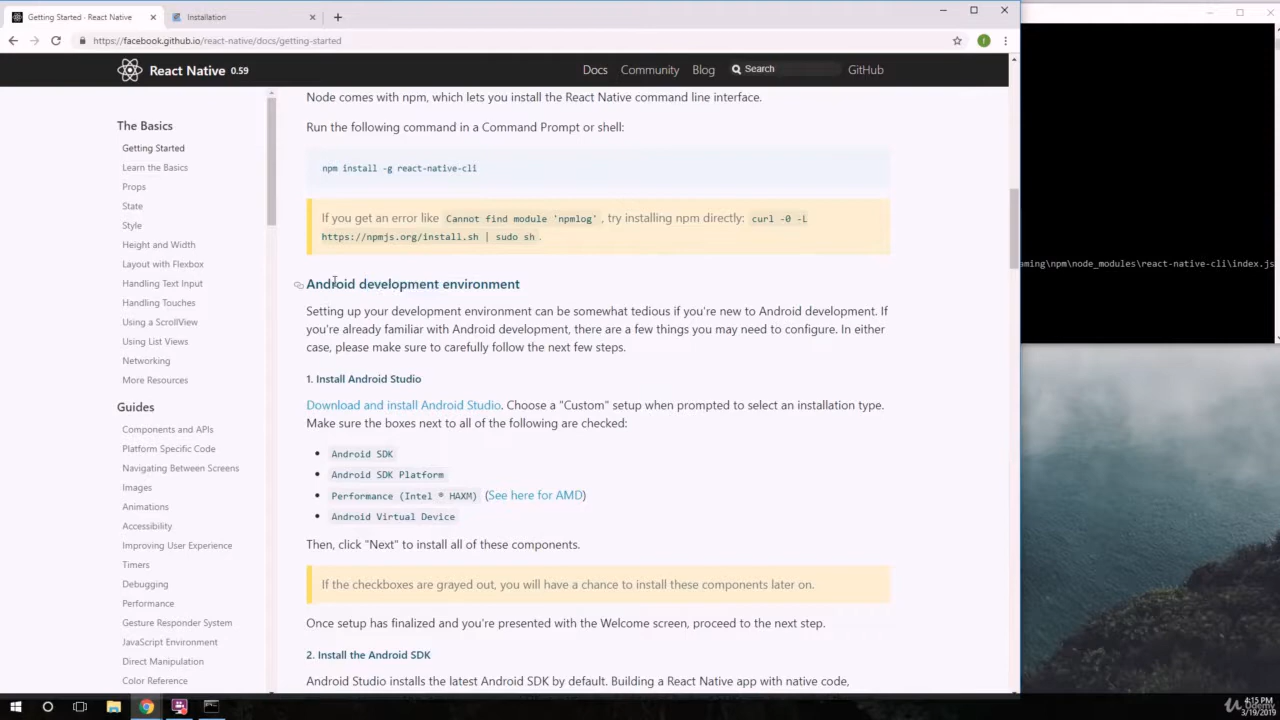 Getting Started · React Native
Installation
https://facebook.github.io/react-native/docs/getting-started
React Native 0.59
Docs
Community
Blog
Search
GitHub
The Basics
Getting Started
Learn the Basics
Props
State
Style
Height and Width
Layout with Flexbox
Handling Text Input
Handling Touches
Using a ScrollView
Using List Views
Networking
More Resources
Guides
Components and APIs
Platform Specific Code
Navigating Between Screens
Images
Animations
Accessibility
Improving User Experience
Timers
Debugging
Performance
Gesture Responder System
JavaScript Environment
Direct Manipulation
Color Reference
Node comes with npm, which lets you install the React Native command line interface.
Run the following command in a Command Prompt or shell:
npm install -g react-native-cli
If you get an error like Cannot find module 'npmlog' , try installing npm directly: curl -0 -L
https://npmjs.org/install.sh | sudo sh .
Android development environment
Setting up your development environment can be somewhat tedious if you're new to Android development. If
you're already familiar with Android development, there are a few things you may need to configure. In either
case, please make sure to carefully follow the next few steps.
1. Install Android Studio
Download and install Android Studio. Choose a "Custom" setup when prompted to select an installation type.
Make sure the boxes next to all of the following are checked:
• Android SDK
• Android SDK Platform
• Performance (Intel ® HAXM) (See here for AMD)
• Android Virtual Device
Then, click "Next" to install all of these components.
If the checkboxes are grayed out, you will have a chance to install these components later on.
Once setup has finalized and you're presented with the Welcome screen, proceed to the next step.
2. Install the Android SDK
Android Studio installs the latest Android SDK by default. Building a React Native app with native code,
aming\npm\node_modules\react-native-cli\index.js
4:15 PM
3/19/2019
Udemy